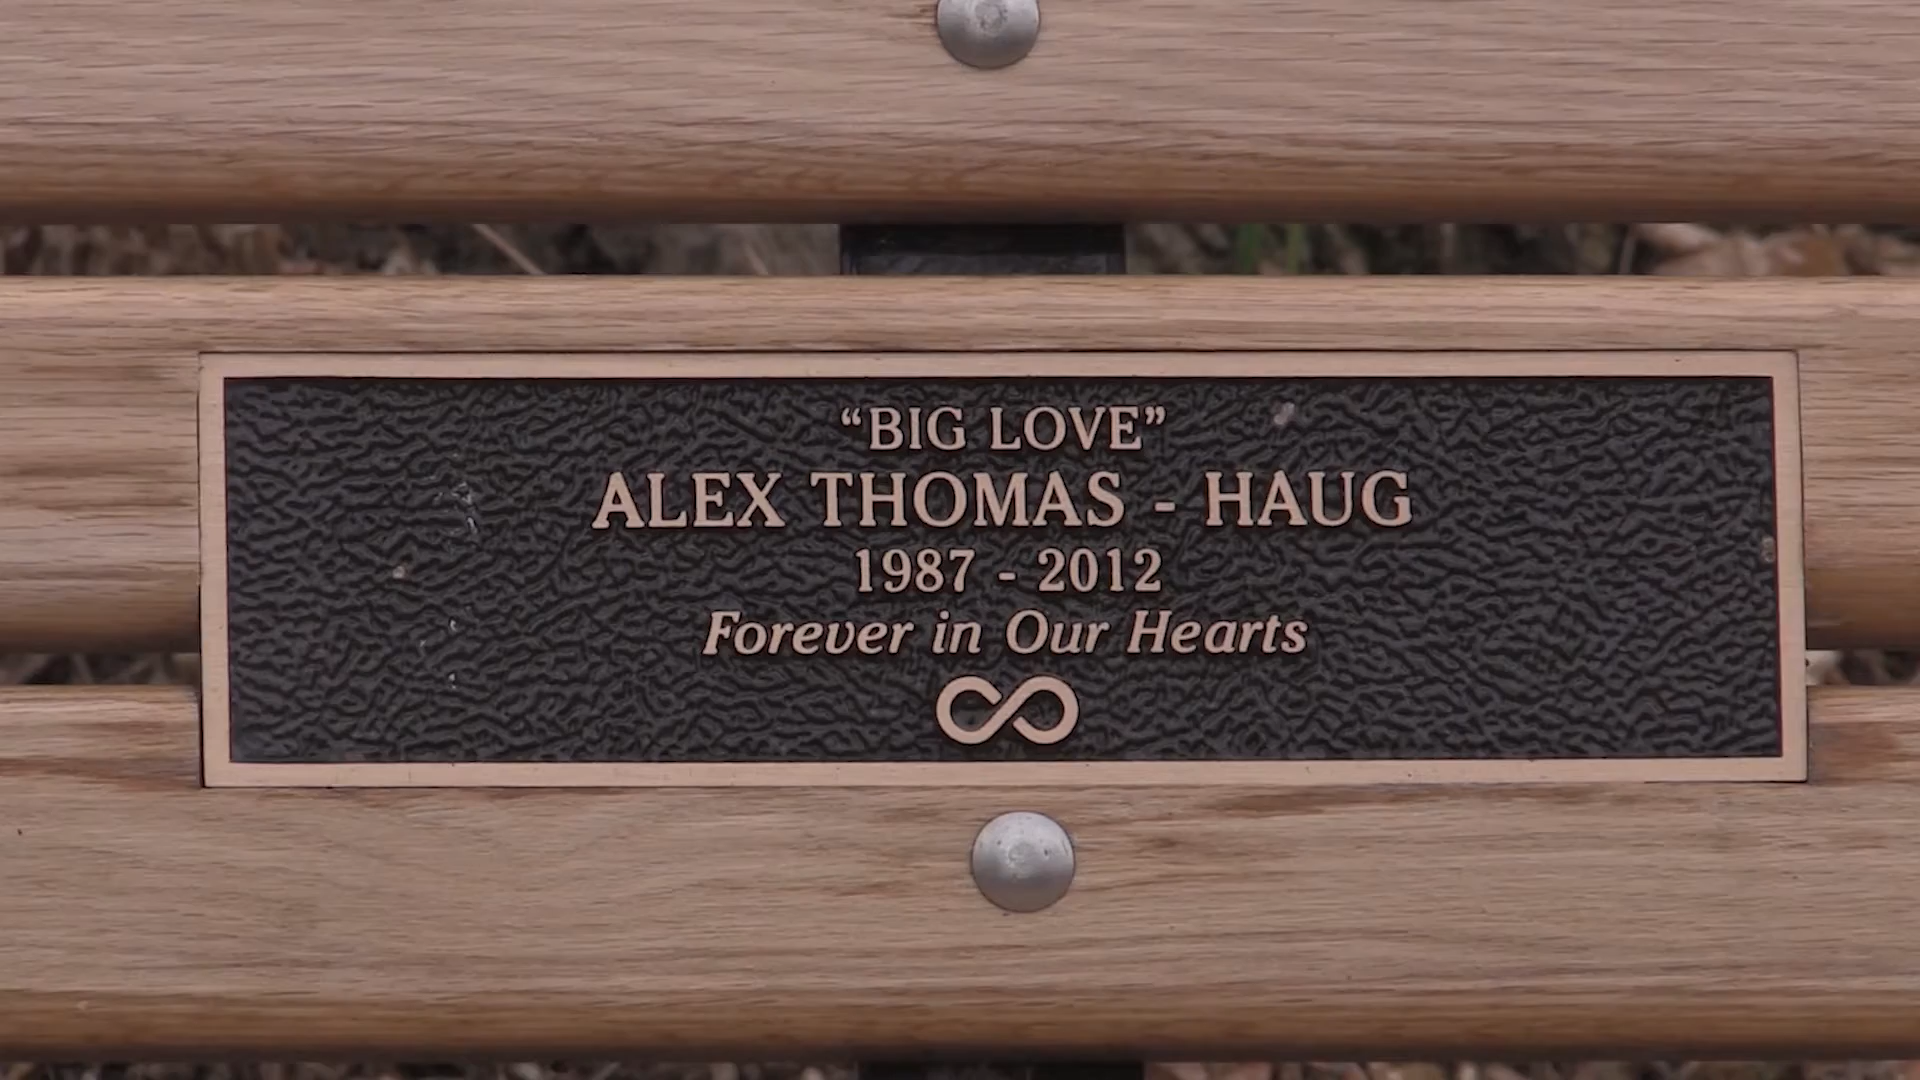 “BIG LOVE”
ALEX THOMAS - HAUG
1987 - 2012
Forever in Our Hearts